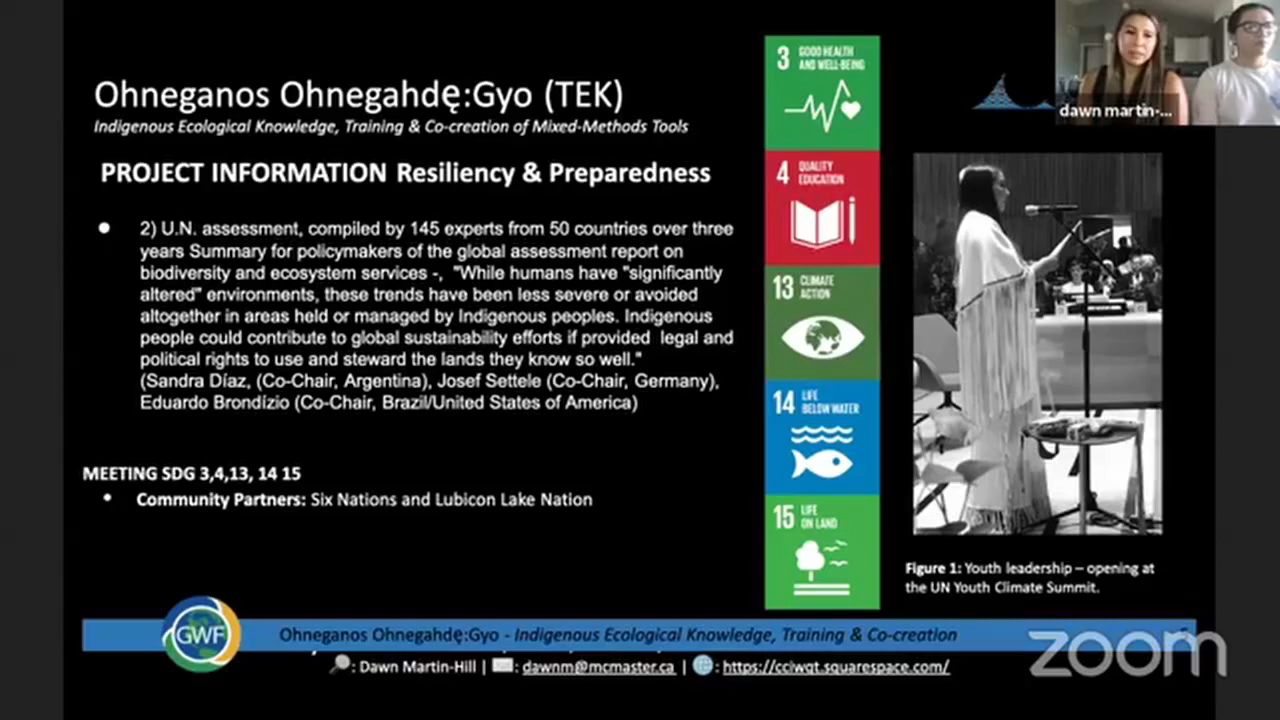 Ohneganos Ohnegahdę:Gyo (TEK)
Indigenous Ecological Knowledge, Training & Co-creation of Mixed-Methods Tools
PROJECT INFORMATION Resiliency & Preparedness
● 2) U.N. assessment, compiled by 145 experts from 50 countries over three
years Summary for policymakers of the global assessment report on
biodiversity and ecosystem services -, "While humans have "significantly
altered" environments, these trends have been less severe or avoided
altogether in areas held or managed by Indigenous peoples. Indigenous
people could contribute to global sustainability efforts if provided legal and
political rights to use and steward the lands they know so well."
(Sandra Díaz, (Co-Chair, Argentina), Josef Settele (Co-Chair, Germany),
Eduardo Brondízio (Co-Chair, Brazil/United States of America)
MEETING SDG 3,4,13, 14 15
• Community Partners: Six Nations and Lubicon Lake Nation
3 GOOD HEALTH
AND WELL-BEING
4 QUALITY
EDUCATION
13 CLIMATE
ACTION
14 LIFE
BELOW WATER
15 LIFE
ON LAND
dawn martin-...
Figure 1: Youth leadership – opening at
the UN Youth Climate Summit.
GWF
Ohneganos Ohnegahdę:Gyo - Indigenous Ecological Knowledge, Training & Co-creation
: Dawn Martin-Hill | : dawnm@mcmaster.ca | : https://cciwqt.squarespace.com/
zoom